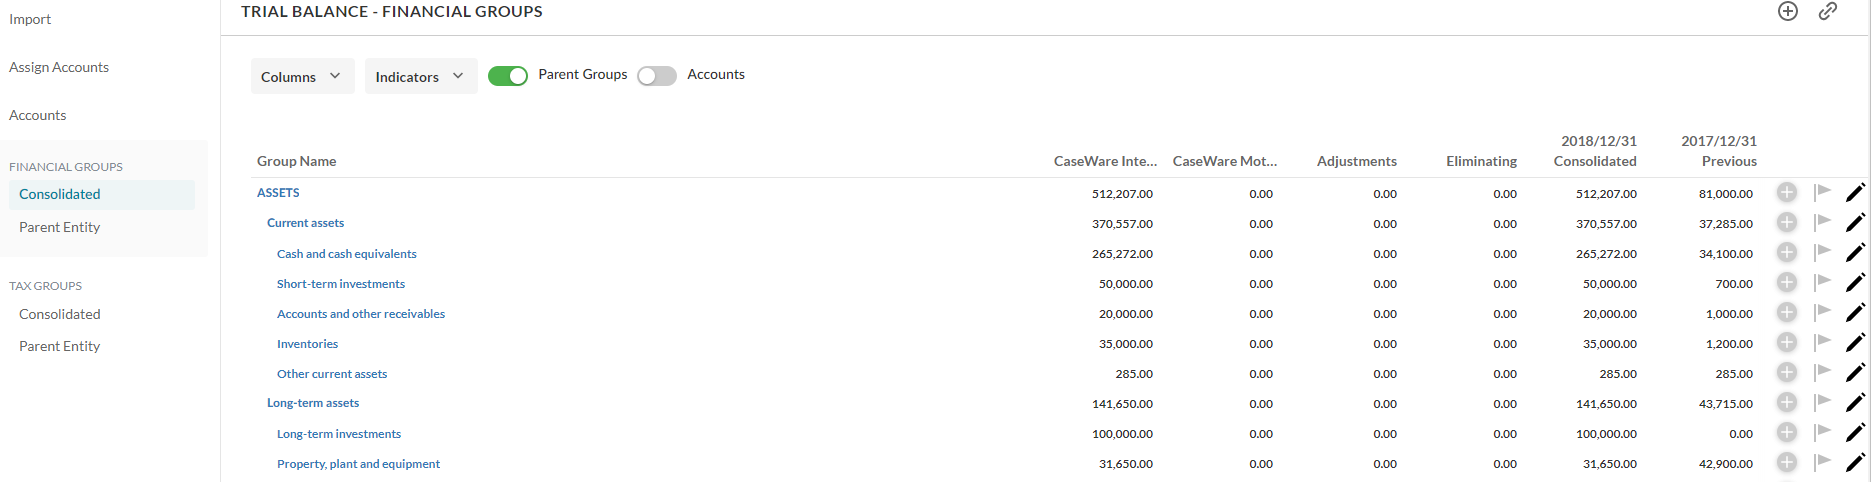 Import
Assign Accounts
Accounts
FINANCIAL GROUPS
Consolidated
Parent Entity
TAX GROUPS
Consolidated
Parent Entity
TRIAL BALANCE - FINANCIAL GROUPS
Columns Indicators Parent Groups Accounts
2018/12/31 2017/12/31
Group Name CaseWare Inte... CaseWare Mot... Adjustments Eliminating Consolidated Previous
ASSETS 512,207.00 0.00 0.00 0.00 512,207.00 81,000.00
Current assets 370,557.00 0.00 0.00 0.00 370,557.00 37,285.00
Cash and cash equivalents 265,272.00 0.00 0.00 0.00 265,272.00 34,100.00
Short-term investments 50,000.00 0.00 0.00 0.00 50,000.00 700.00
Accounts and other receivables 20,000.00 0.00 0.00 0.00 20,000.00 1,000.00
Inventories 35,000.00 0.00 0.00 0.00 35,000.00 1,200.00
Other current assets 285.00 0.00 0.00 0.00 285.00 285.00
Long-term assets 141,650.00 0.00 0.00 0.00 141,650.00 43,715.00
Long-term investments 100,000.00 0.00 0.00 0.00 100,000.00 0.00
Property, plant and equipment 31,650.00 0.00 0.00 0.00 31,650.00 42,900.00